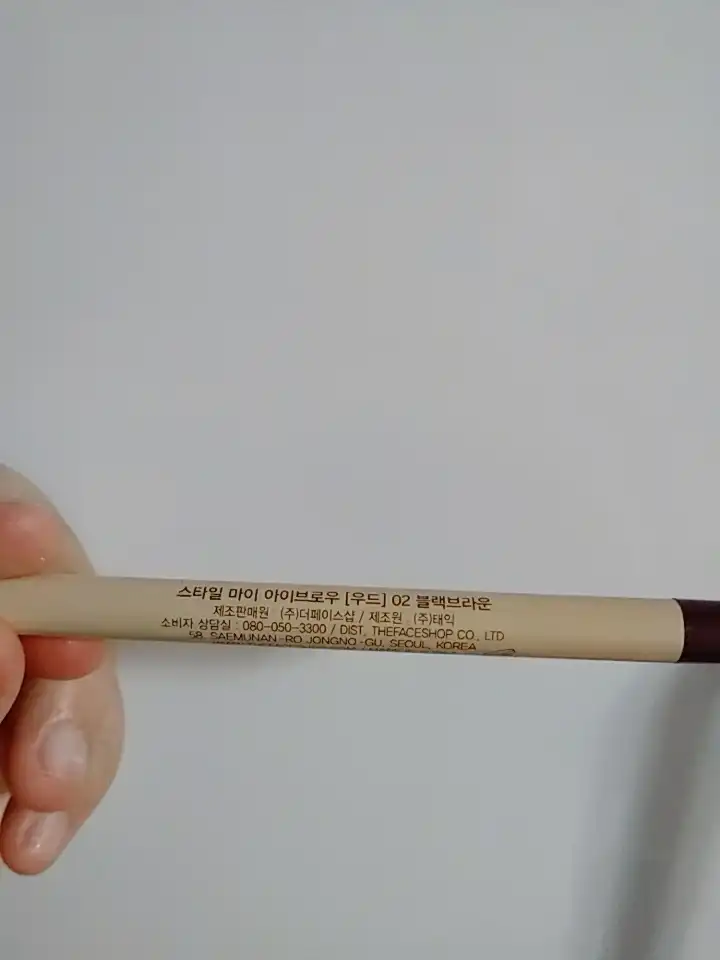 스타일 마이 아이브로우 [우드] 02 블랙브라운
제조판매원 : (주)더페이스샵 / 제조원 : (주)태익
소비자 상담실 : 080-050-3300 / DIST. THEFACESHOP CO., LTD
58, SAEMUNAN-RO JONGNO-GU, SEOUL, KOREA